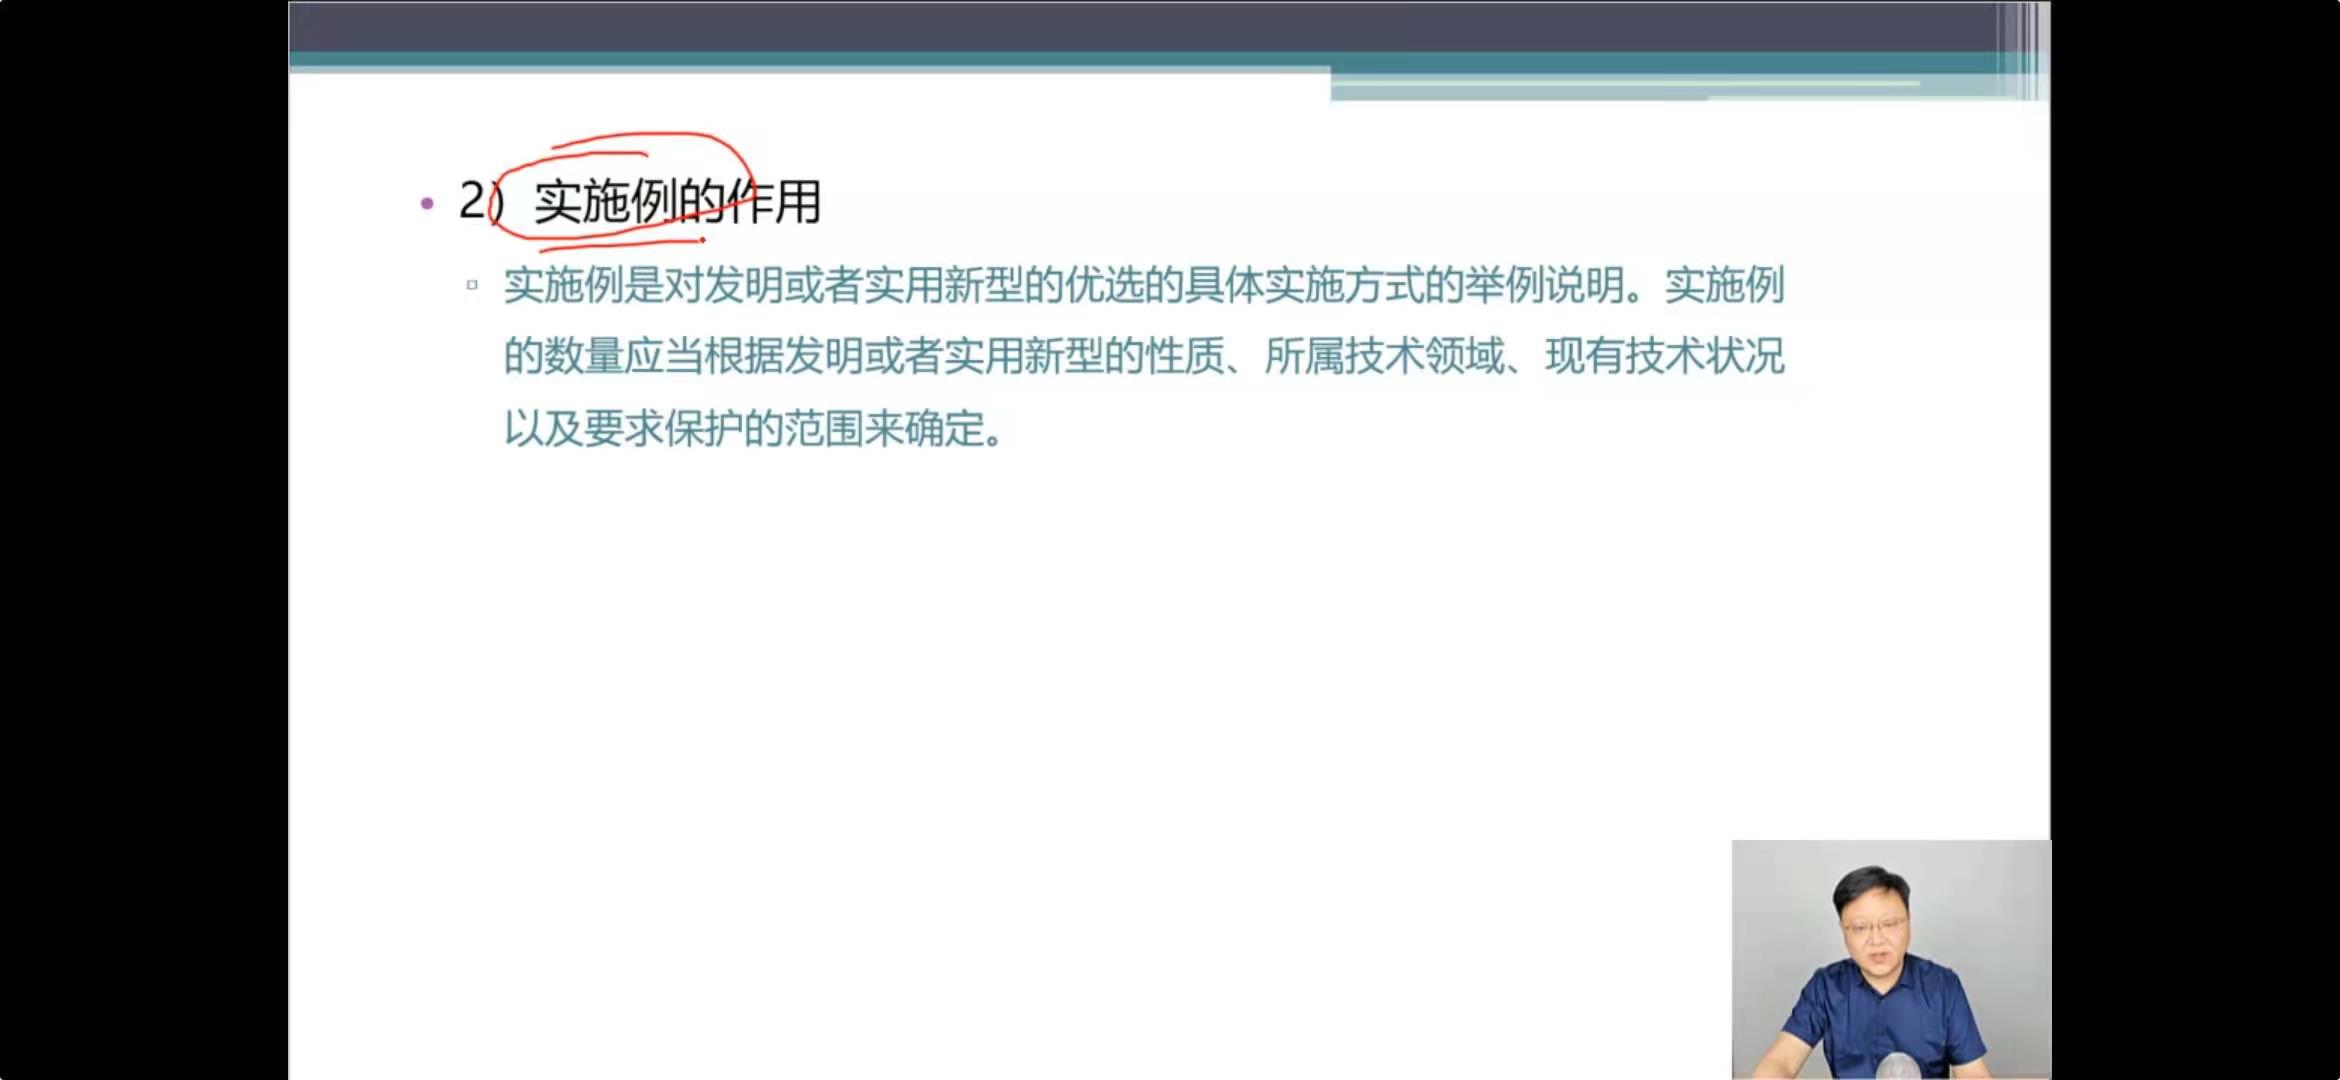 2）实施例的作用
实施例是对发明或者实用新型的优选的具体实施方式的举例说明。实施例
的数量应当根据发明或者实用新型的性质、所属技术领域、现有技术状况
以及要求保护的范围来确定。